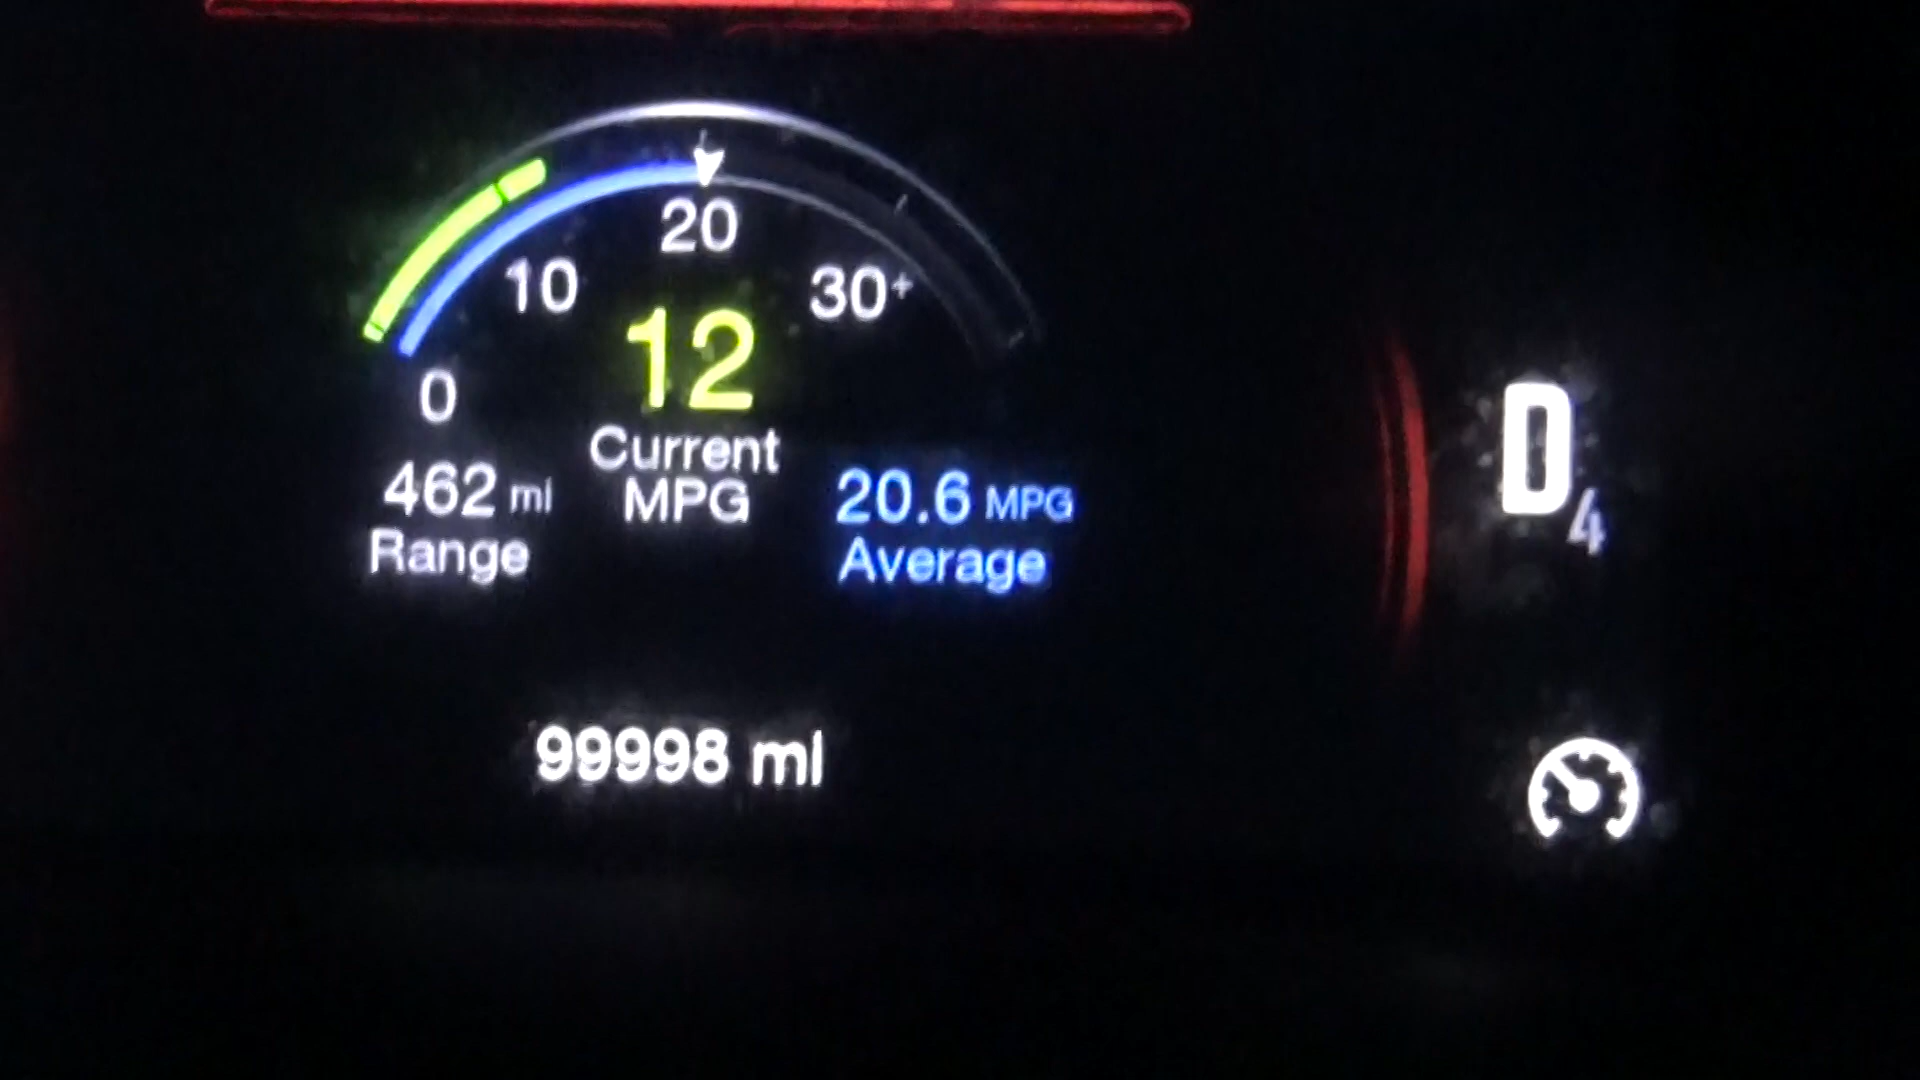 20
10
30+
12
0
Current
MPG
462 mi
Range
20.6 MPG
Average
D4
99998 mi